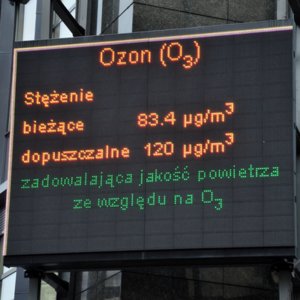 Ozon (O₃)
Stężenie
bieżące 83.4 µg/m³
dopuszczalne 120 µg/m³
zadowalająca jakość powietrza
ze względu na O₃